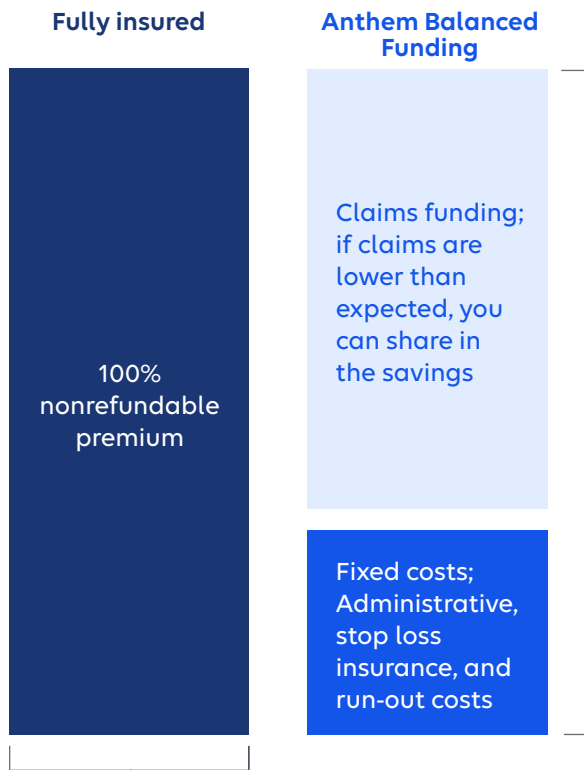 Fully insured
Anthem Balanced
Funding
100%
nonrefundable
premium
Claims funding;
if claims are
lower than
expected, you
can share in
the savings
Fixed costs;
Administrative,
stop loss
insurance, and
run-out costs